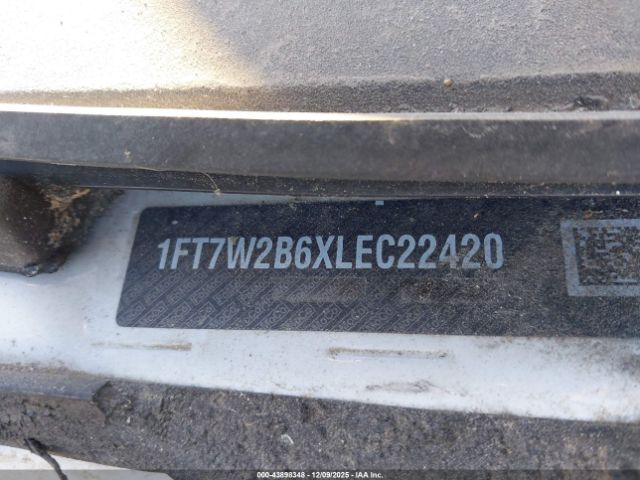 1FT7W2B6XLEC22420
000-43898348 | 12/09/2025 - IAA, Inc.